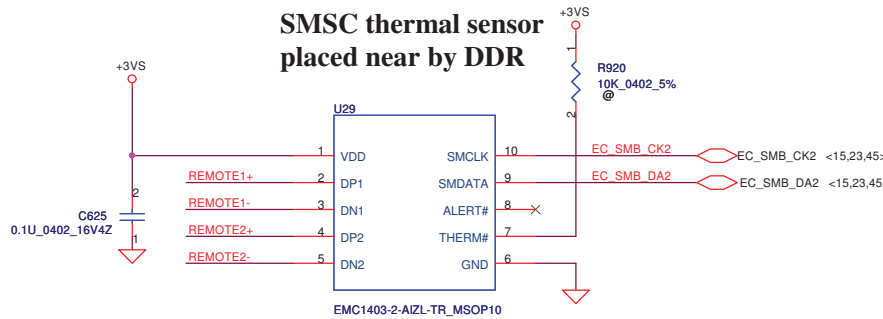 SMSC thermal sensor
placed near by DDR
+3VS
+3VS
1
R920
10K_0402_5%
@
2
U29
1 VDD SMCLK 10 EC_SMB_CK2 EC_SMB_CK2 <15,23,45>
REMOTE1+ 2 DP1 SMDATA 9 EC_SMB_DA2 EC_SMB_DA2 <15,23,45
REMOTE1- 3 DN1 ALERT# 8
2
C625
0.1U_0402_16V4Z
1
REMOTE2+ 4 DP2 THERM# 7
REMOTE2- 5 DN2 GND 6
EMC1403-2-AIZL-TR_MSOP10